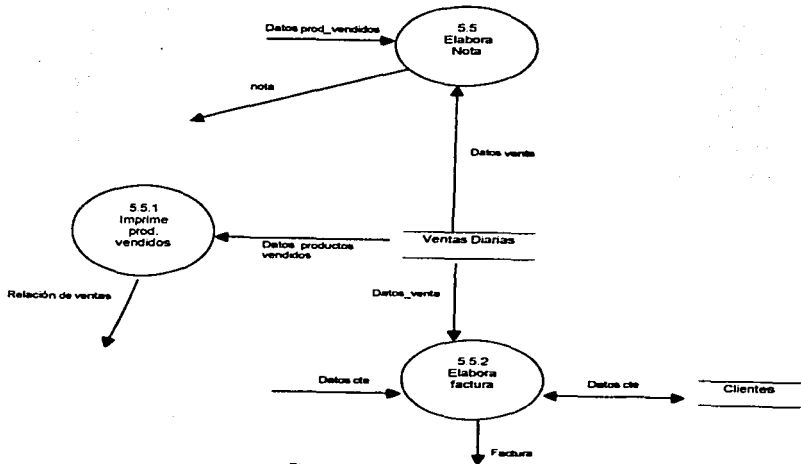 Datos prod_vendidos
5.5
Elabora
Nota
nota
Datos venta
5.5.1
Imprime
prod.
vendidos
Datos productos
vendidos
Ventas Diarias
Relación de ventas
Datos_venta
5.5.2
Elabora
factura
Datos cte
Datos cte
Clientes
Factura